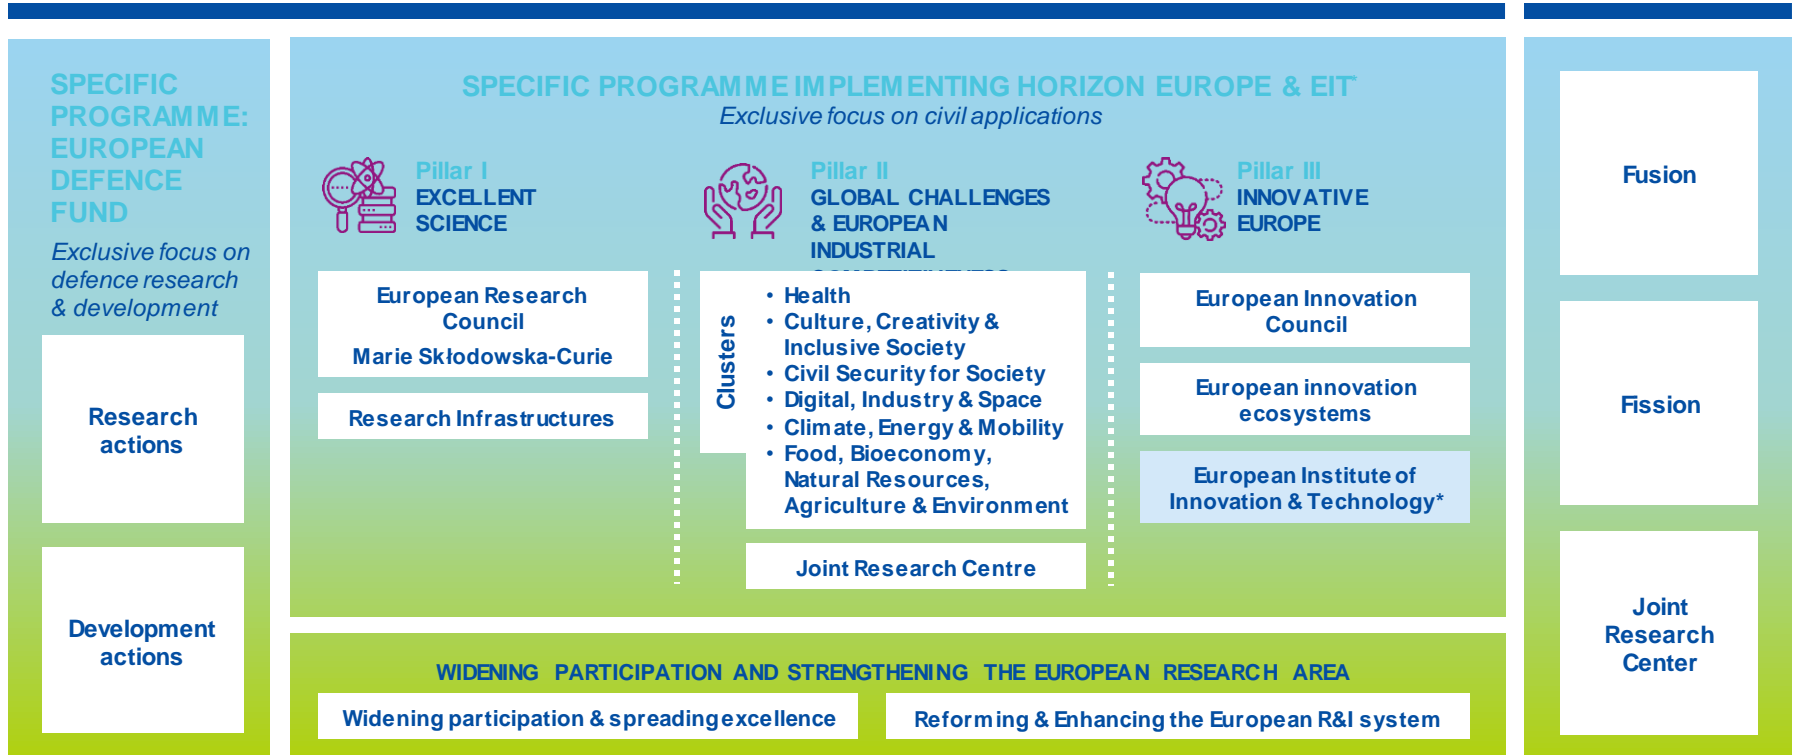 SPECIFIC
PROGRAMME:
EUROPEAN
DEFENCE
FUND
Exclusive focus on
defence research
& development
Research
actions
Development
actions
SPECIFIC PROGRAMME IMPLEMENTING HORIZON EUROPE & EIT*
Exclusive focus on civil applications
Pillar I
EXCELLENT
SCIENCE
European Research
Council
Marie Skłodowska-Curie
Research Infrastructures
Pillar II
GLOBAL CHALLENGES
& EUROPEAN
INDUSTRIAL
Clusters
• Health
• Culture, Creativity &
Inclusive Society
• Civil Security for Society
• Digital, Industry & Space
• Climate, Energy & Mobility
• Food, Bioeconomy,
Natural Resources,
Agriculture & Environment
Joint Research Centre
Pillar III
INNOVATIVE
EUROPE
European Innovation
Council
European innovation
ecosystems
European Institute of
Innovation & Technology*
WIDENING PARTICIPATION AND STRENGTHENING THE EUROPEAN RESEARCH AREA
Widening participation & spreading excellence
Reforming & Enhancing the European R&I system
Fusion
Fission
Joint
Research
Center